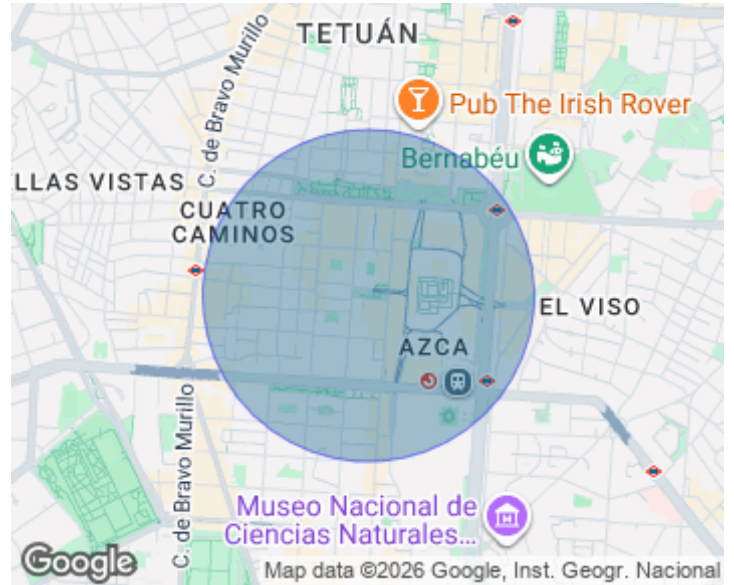 TETUÁN
C. de Bravo Murillo
Pub The Irish Rover
Bernabéu
LLAS VISTAS
CUATRO
CAMINOS
EL VISO
AZCA
C. de Bravo Murillo
Museo Nacional de
Ciencias Naturales...
Google
Map data ©2026 Google, Inst. Geogr. Nacional